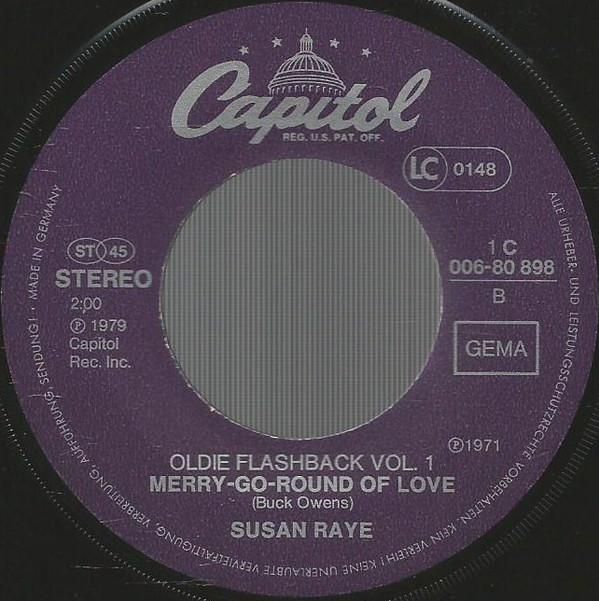 Capitol
REG. U.S. PAT. OFF.
LC 0148
ST 45
STEREO
2:00
℗ 1979
Capitol
Rec. Inc.
1 C
006-80 898
B
GEMA
℗1971
OLDIE FLASHBACK VOL. 1
MERRY-GO-ROUND OF LOVE
(Buck Owens)
SUSAN RAYE
ALLE URHEBER- UND LEISTUNGSSCHUTZRECHTE VORBEHALTEN. KEIN VERLEIH! KEINE UNERLAUBTE VERVIELFÄLTIGUNG, VERBREITUNG, AUFFÜHRUNG, SENDUNG! · MADE IN GERMANY